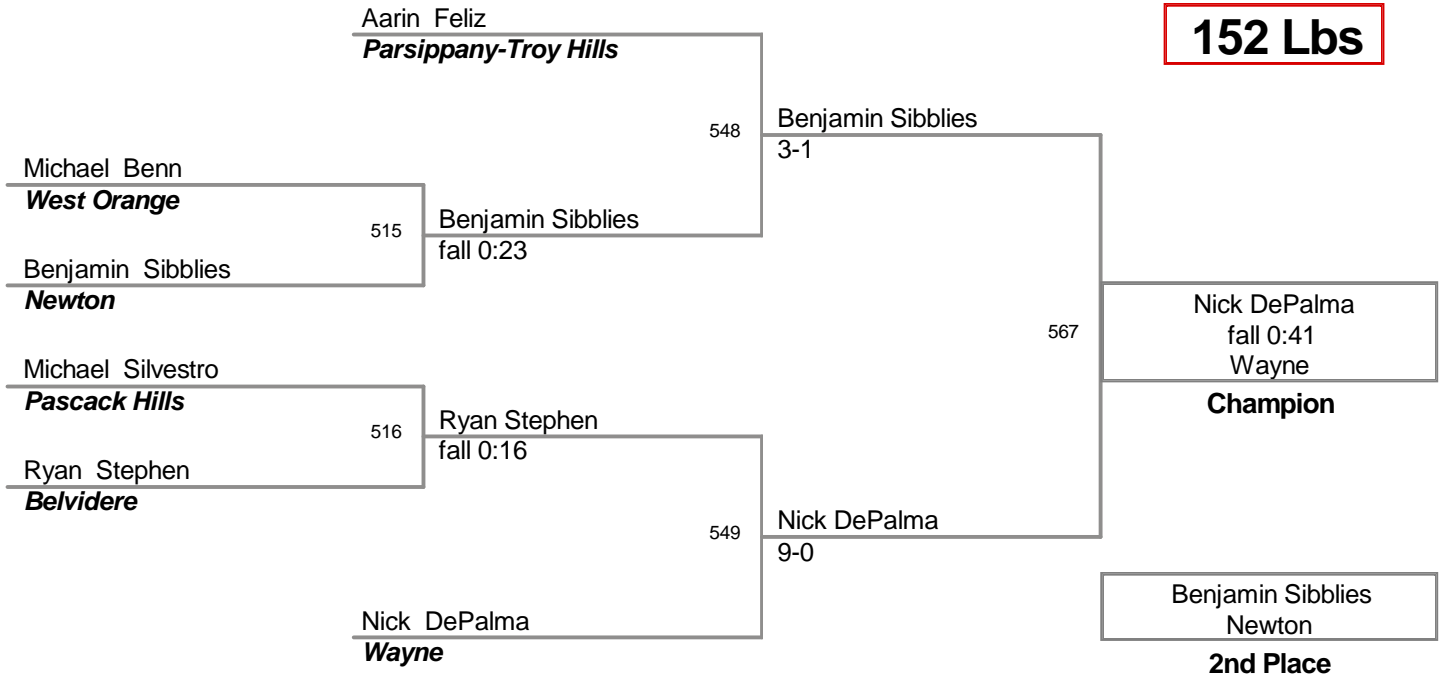 Aarin Feliz
Parsippany-Troy Hills
152 Lbs
548
Benjamin Sibblies
3-1
Michael Benn
West Orange
515
Benjamin Sibblies
fall 0:23
Benjamin Sibblies
Newton
567
Nick DePalma
fall 0:41
Wayne
Champion
Michael Silvestro
Pascack Hills
516
Ryan Stephen
fall 0:16
Ryan Stephen
Belvidere
549
Nick DePalma
9-0
Nick DePalma
Wayne
Benjamin Sibblies
Newton
2nd Place